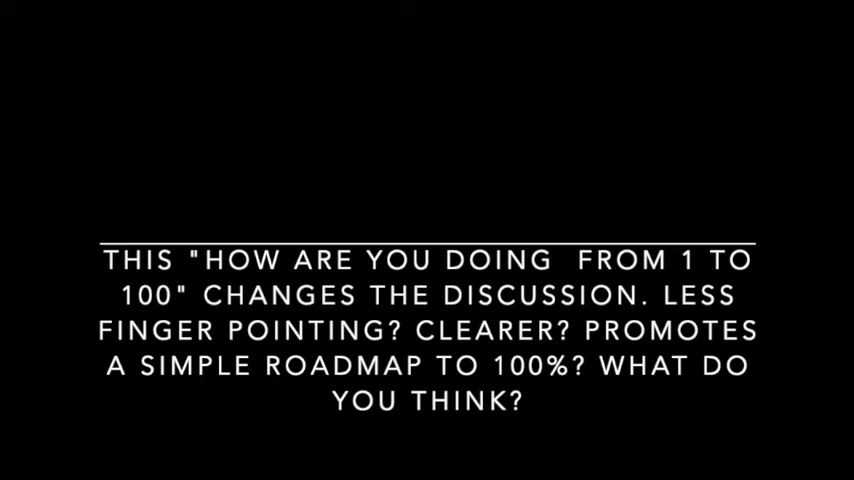 THIS "HOW ARE YOU DOING  FROM 1 TO
100" CHANGES THE DISCUSSION. LESS
FINGER POINTING? CLEARER? PROMOTES
A SIMPLE ROADMAP TO 100%? WHAT DO
YOU THINK?